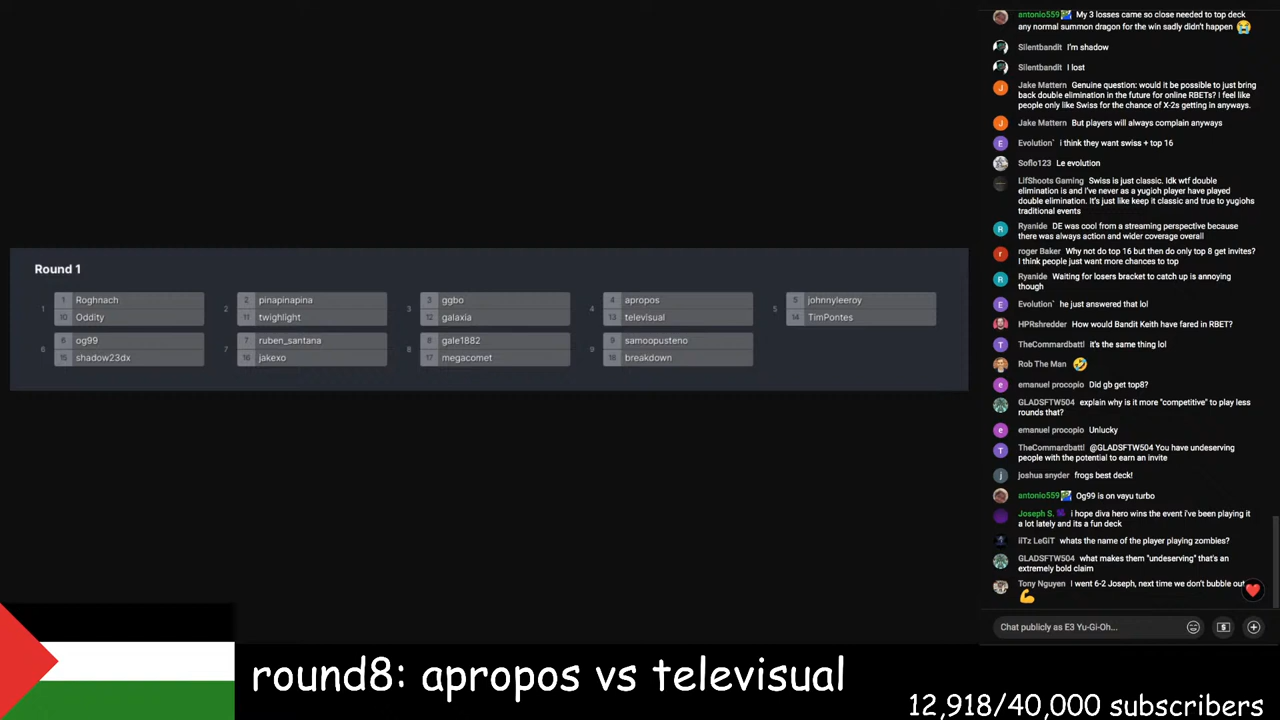 Round 1
1
1 Roghnach
10 Oddity
2
2 pinapinapina
11 twighlight
3
3 ggbo
12 galaxia
4
4 apropos
13 televisual
5
5 johnnyleeroy
14 TimPontes
6
6 og99
15 shadow23dx
7
7 ruben_santana
16 jakexo
8
8 gale1882
17 megacomet
9
9 samoopusteno
18 breakdown
antonio559 My 3 losses came so close needed to top deck
any normal summon dragon for the win sadly didn't happen 😭
Silentbandit I'm shadow
Silentbandit I lost
Jake Mattern Genuine question: would it be possible to just bring
back double elimination in the future for online RBETs? I feel like
people only like Swiss for the chance of X-2s getting in anyways.
Jake Mattern But players will always complain anyways
Evolution` i think they want swiss + top 16
Soflo123 Le evolution
LifShoots Gaming Swiss is just classic. Idk wtf double
elimination is and I've never as a yugioh player have played
double elimination. It's just like keep it classic and true to yugiohs
traditional events
Ryanide DE was cool from a streaming perspective because
there was always action and wider coverage overall
roger Baker Why not do top 16 but then do only top 8 get invites?
I think people just want more chances to top
Ryanide Waiting for losers bracket to catch up is annoying
though
Evolution` he just answered that lol
HPRshredder How would Bandit Keith have fared in RBET?
TheCommardbattl it's the same thing lol
Rob The Man 🤣
emanuel procopio Did gb get top8?
GLADSFTW504 explain why is it more "competitive" to play less
rounds that?
emanuel procopio Unlucky
TheCommardbattl @GLADSFTW504 You have undeserving
people with the potential to earn an invite
joshua snyder frogs best deck!
antonio559 Og99 is on vayu turbo
Joseph S. i hope diva hero wins the event i've been playing it
a lot lately and its a fun deck
iiTz LeGiT whats the name of the player playing zombies?
GLADSFTW504 what makes them "undeserving" that's an
extremely bold claim
Tony Nguyen I went 6-2 Joseph, next time we don't bubble out
💪
Chat publicly as E3 Yu-Gi-Oh...
round8: apropos vs televisual
12,918/40,000 subscribers